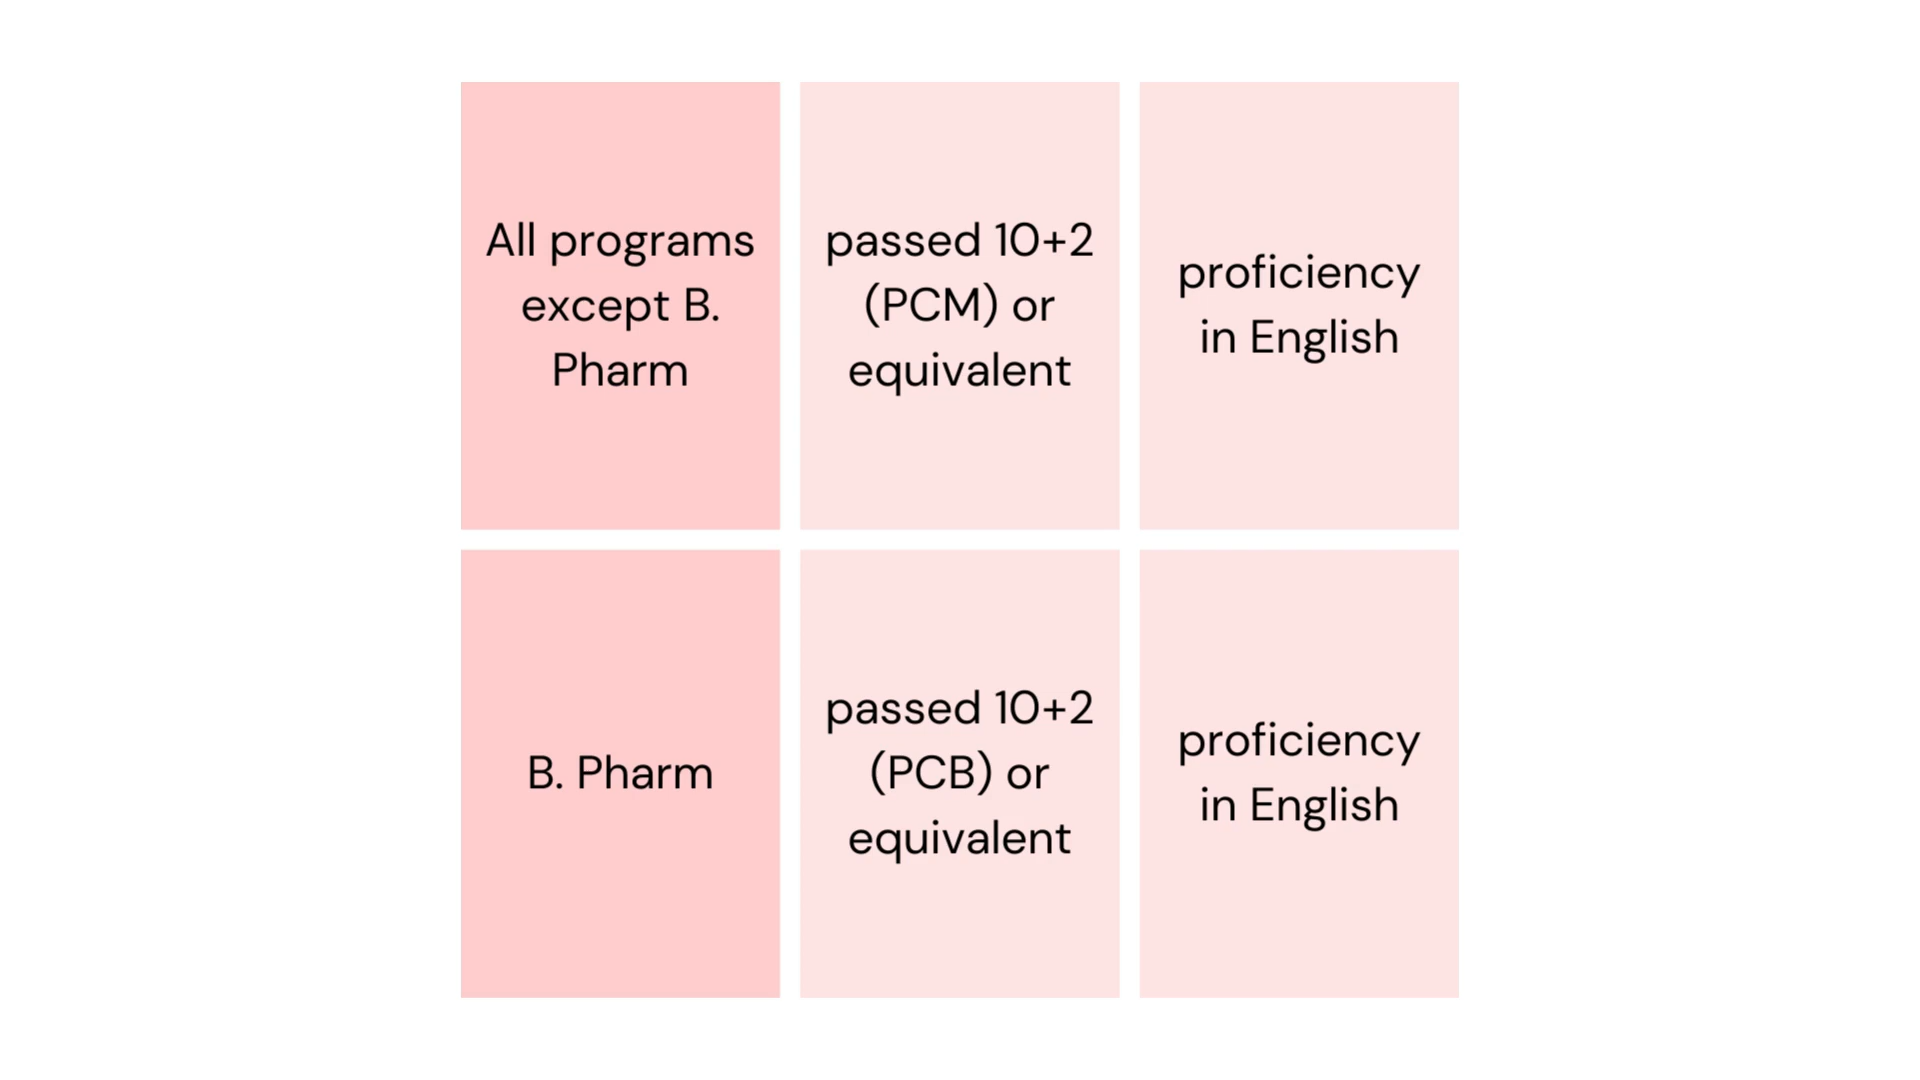 All programs
except B.
Pharm
passed 10+2
(PCM) or
equivalent
proficiency
in English
B. Pharm
passed 10+2
(PCB) or
equivalent
proficiency
in English